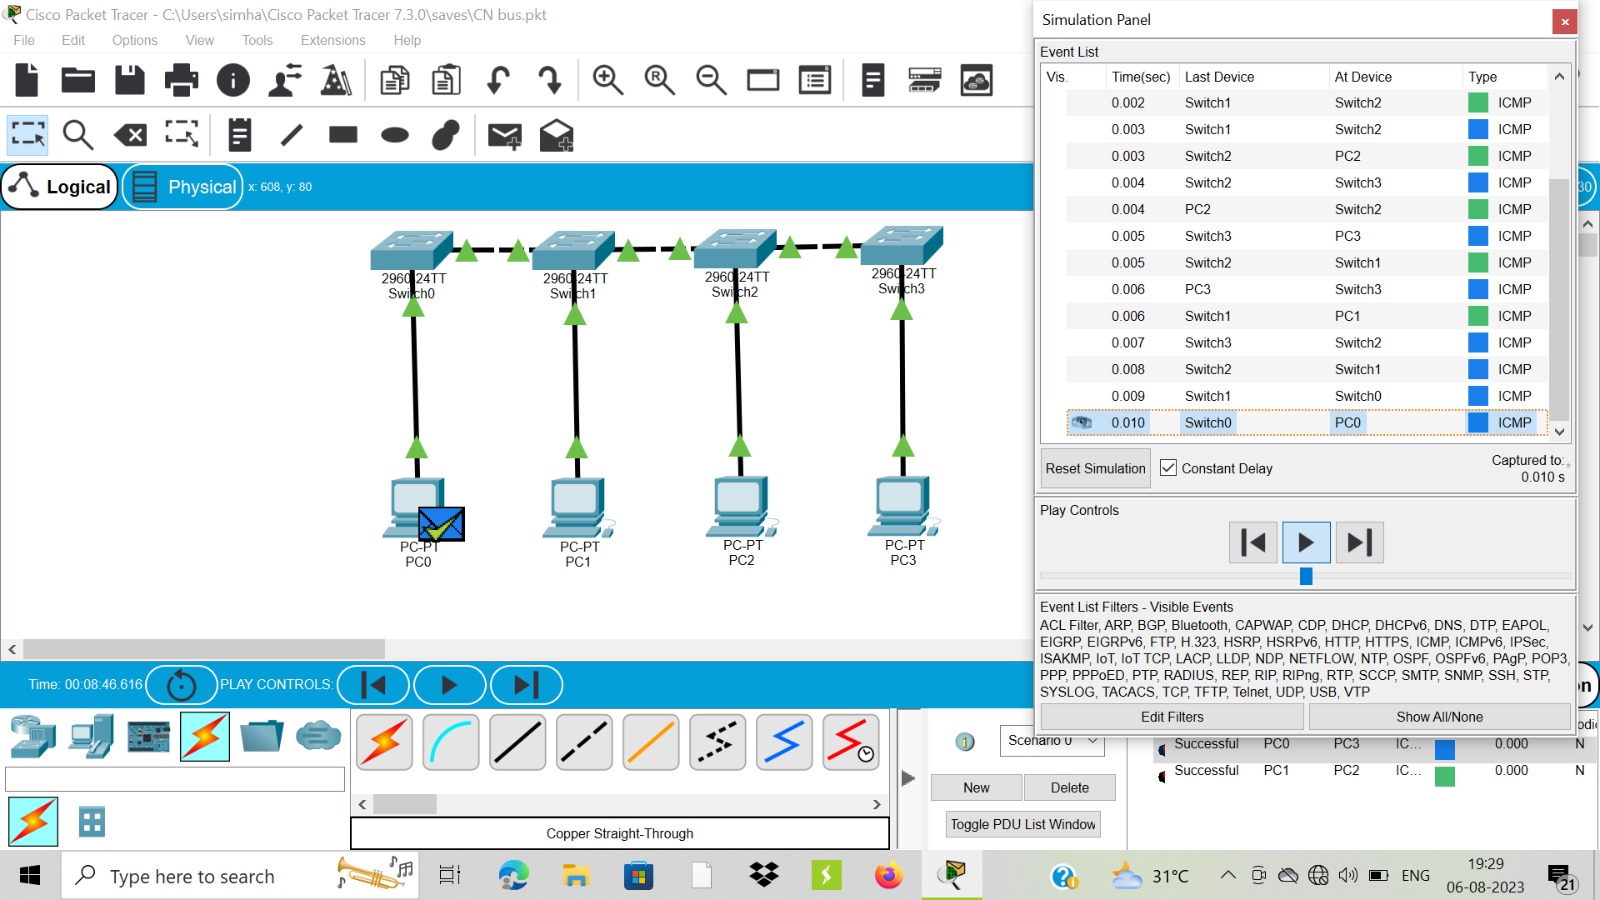 Cisco Packet Tracer - C:\Users\simha\Cisco Packet Tracer 7.3.0\saves\CN bus.pkt
File Edit Options View Tools Extensions Help
Logical Physical x: 608, y: 80
2960-24TT
Switch0
2960-24TT
Switch1
2960-24TT
Switch2
2960-24TT
Switch3
PC-PT
PC0
PC-PT
PC1
PC-PT
PC2
PC-PT
PC3
Simulation Panel
Event List
Vis. Time(sec) Last Device At Device Type
0.002 Switch1 Switch2 ICMP
0.003 Switch1 Switch2 ICMP
0.003 Switch2 PC2 ICMP
0.004 Switch2 Switch3 ICMP
0.004 PC2 Switch2 ICMP
0.005 Switch3 PC3 ICMP
0.005 Switch2 Switch1 ICMP
0.006 PC3 Switch3 ICMP
0.006 Switch1 PC1 ICMP
0.007 Switch3 Switch2 ICMP
0.008 Switch2 Switch1 ICMP
0.009 Switch1 Switch0 ICMP
0.010 Switch0 PC0 ICMP
Reset Simulation Constant Delay Captured to:
0.010 s
Play Controls
Event List Filters - Visible Events
ACL Filter, ARP, BGP, Bluetooth, CAPWAP, CDP, DHCP, DHCPv6, DNS, DTP, EAPOL,
EIGRP, EIGRPv6, FTP, H.323, HSRP, HSRPv6, HTTP, HTTPS, ICMP, ICMPv6, IPSec,
ISAKMP, IoT, IoT TCP, LACP, LLDP, NDP, NETFLOW, NTP, OSPF, OSPFv6, PAgP, POP3,
PPP, PPPoED, PTP, RADIUS, REP, RIP, RIPng, RTP, SCCP, SMTP, SNMP, SSH, STP,
SYSLOG, TACACS, TCP, TFTP, Telnet, UDP, USB, VTP
Edit Filters Show All/None
30
Time: 00:08:46.616 PLAY CONTROLS:
Copper Straight-Through
Scenario 0
New Delete
Toggle PDU List Window
Successful PC0 PC3 IC... 0.000 N
Successful PC1 PC2 IC... 0.000 N
Type here to search
31°C ENG
19:29
06-08-2023
21